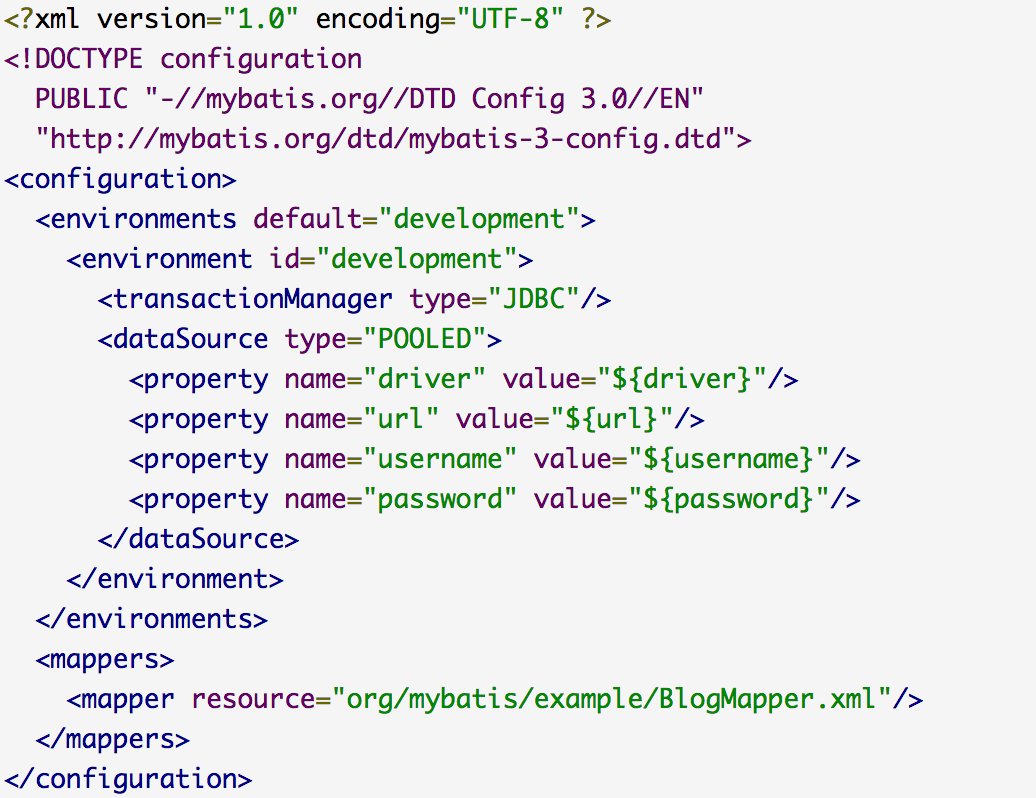 <?xml version="1.0" encoding="UTF-8" ?>
<!DOCTYPE configuration
  PUBLIC "-//mybatis.org//DTD Config 3.0//EN"
  "http://mybatis.org/dtd/mybatis-3-config.dtd">
<configuration>
  <environments default="development">
    <environment id="development">
      <transactionManager type="JDBC"/>
      <dataSource type="POOLED">
        <property name="driver" value="${driver}"/>
        <property name="url" value="${url}"/>
        <property name="username" value="${username}"/>
        <property name="password" value="${password}"/>
      </dataSource>
    </environment>
  </environments>
  <mappers>
    <mapper resource="org/mybatis/example/BlogMapper.xml"/>
  </mappers>
</configuration>